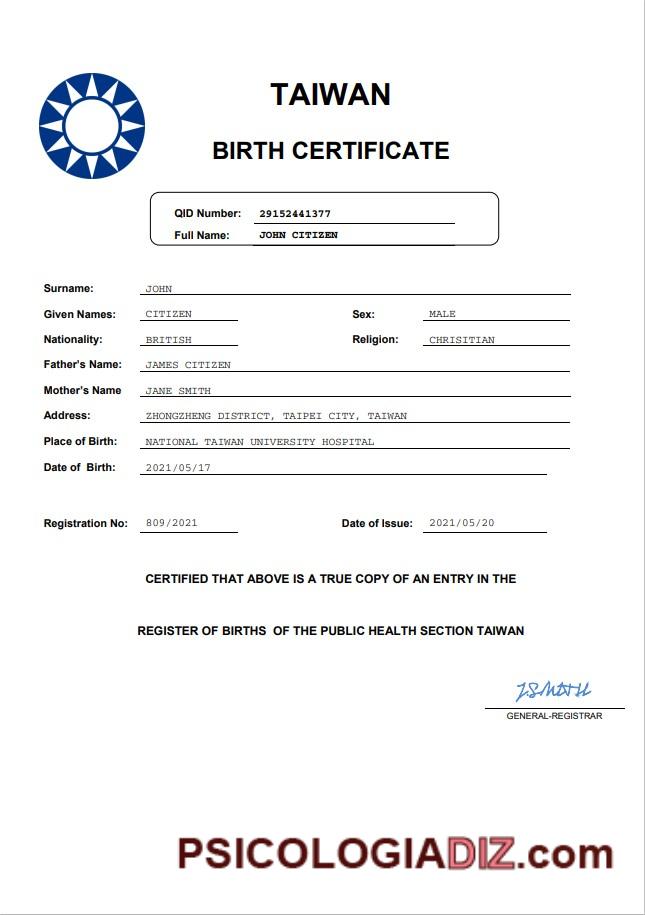 TAIWAN
BIRTH CERTIFICATE
QID Number: 29152441377
Full Name: JOHN CITIZEN
Surname: JOHN
Given Names: CITIZEN Sex: MALE
Nationality: BRITISH Religion: CHRISITIAN
Father's Name: JAMES CITIZEN
Mother's Name JANE SMITH
Address: ZHONGZHENG DISTRICT, TAIPEI CITY, TAIWAN
Place of Birth: NATIONAL TAIWAN UNIVERSITY HOSPITAL
Date of Birth: 2021/05/17
Registration No: 809/2021 Date of Issue: 2021/05/20
CERTIFIED THAT ABOVE IS A TRUE COPY OF AN ENTRY IN THE
REGISTER OF BIRTHS OF THE PUBLIC HEALTH SECTION TAIWAN
J.SMITH
GENERAL-REGISTRAR
PSICOLOGIADIZ.com